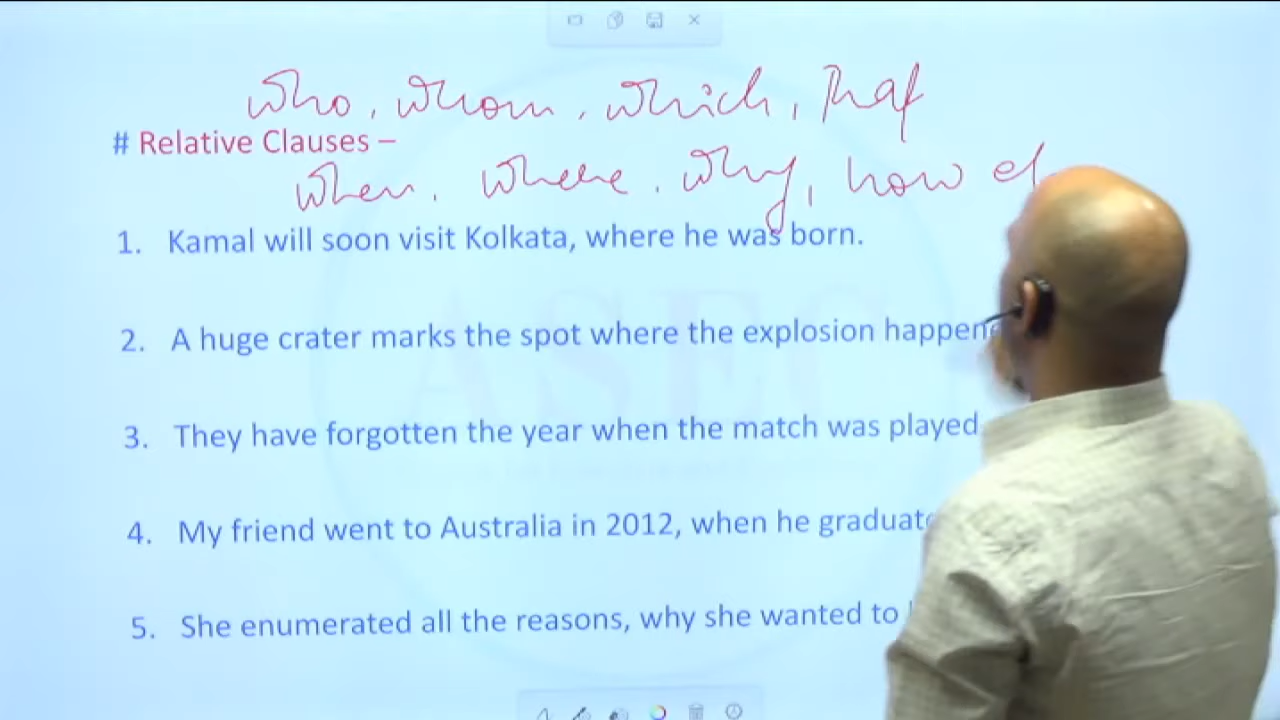 who, whom, which, that
# Relative Clauses –
when, where, why, how
1. Kamal will soon visit Kolkata, where he was born.
2. A huge crater marks the spot where the explosion
3. They have forgotten the year when the match was played
4. My friend went to Australia in 2012, when he
5. She enumerated all the reasons, why she wanted to
ASEC